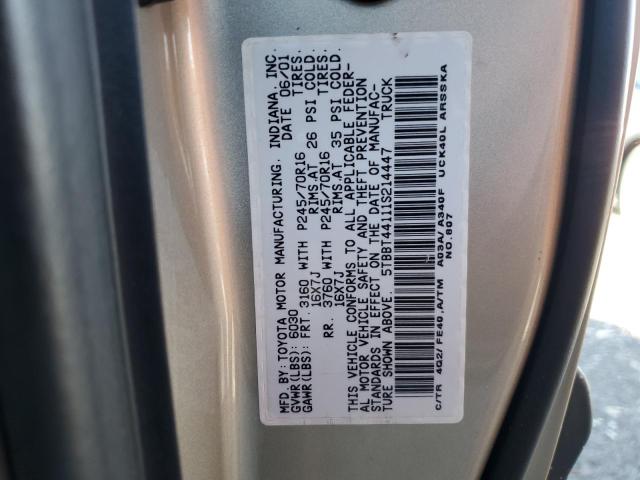 MFD.BY:TOYOTA MOTOR MANUFACTURING, INDIANA, INC.
GVWR(LBS): 6030 DATE 06/01
GAWR(LBS): FRT. 3160 WITH P245/70R16 TIRES,
16X7J RIMS,AT 26 PSI COLD.
RR. 3760 WITH P245/70R16 TIRES,
16X7J RIMS,AT 35 PSI COLD.
THIS VEHICLE CONFORMS TO ALL APPLICABLE FEDER-
AL MOTOR VEHICLE SAFETY AND THEFT PREVENTION
STANDARDS IN EFFECT ON THE DATE OF MANUFAC-
TURE SHOWN ABOVE. 5TBBT44111S214447 TRUCK
C/TR 4Q2/FE40,A/TM A03A/A340F UCK40L ARSSKA
NO.607